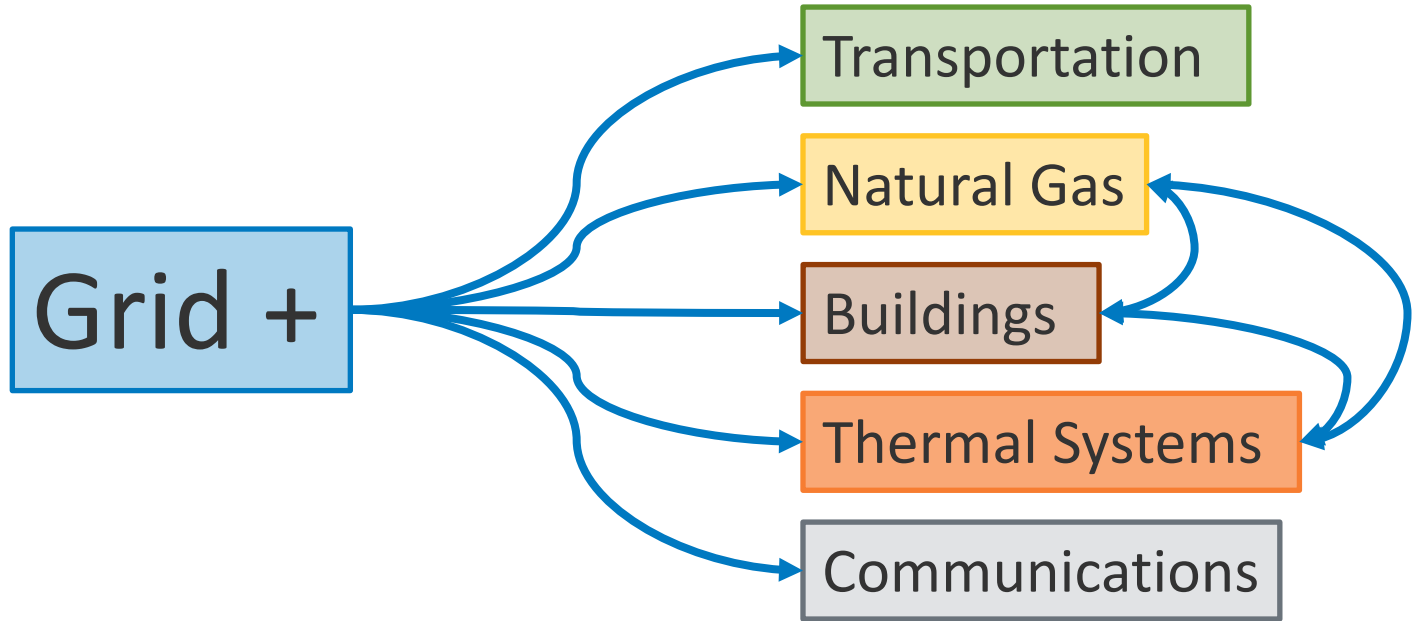 Grid +
Transportation
Natural Gas
Buildings
Thermal Systems
Communications